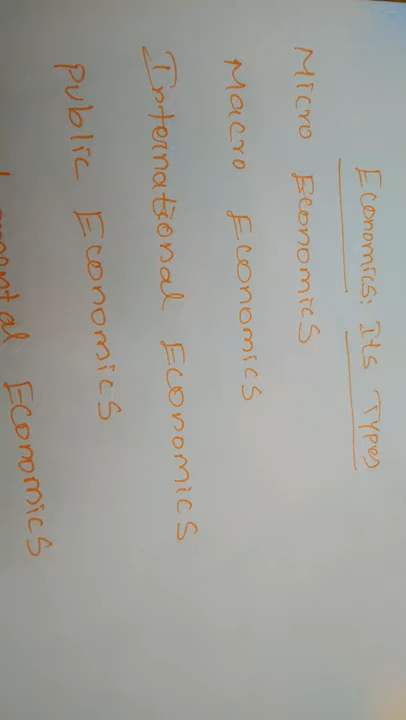 Economics: Its Types
Micro Economics
Macro Economics
International Economics
Public Economics
Economics